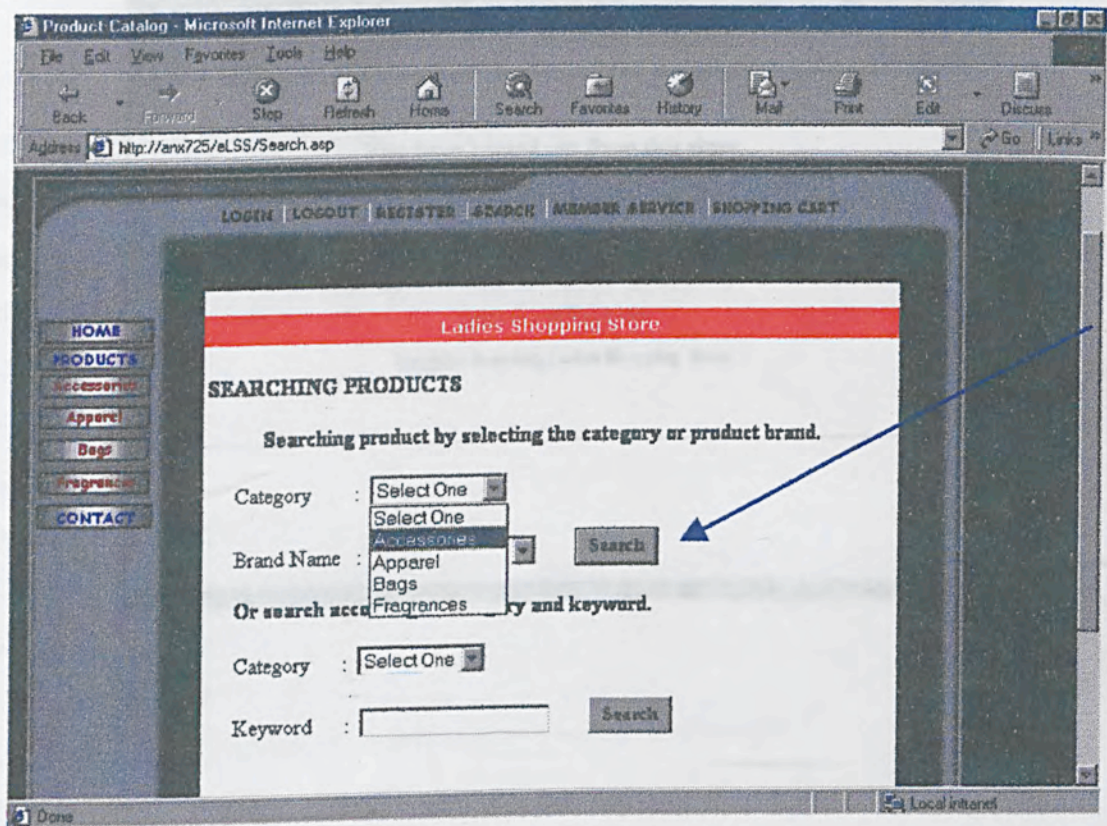 Product Catalog - Microsoft Internet Explorer
File Edit View Favorites Tools Help
Back Forward Stop Refresh Home Search Favorites History Mail Print Edit Discuss
Address http://anx725/eLSS/Search.asp Go Links
LOGIN | LOGOUT | REGISTER | SEARCH | MEMBER SERVICE | SHOPPING CART
Ladies Shopping Store
HOME
PRODUCTS
Accessories
Apparel
Bags
Fragrances
CONTACT
SEARCHING PRODUCTS
Searching product by selecting the category or product brand.
Category : Select One
Select One
Accessories
Apparel
Bags
Fragrances
Brand Name : Search
Or search acc ry and keyword.
Category : Select One
Keyword : Search
Done Local intranet